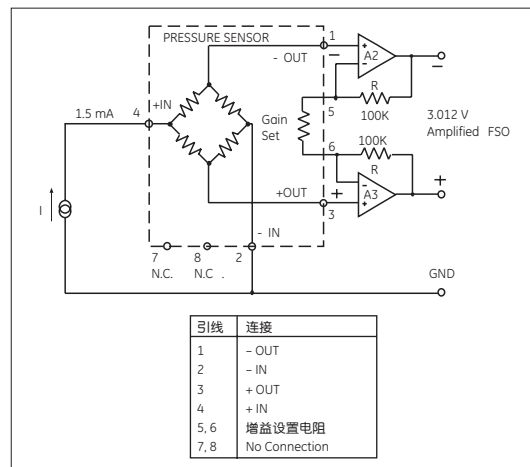 PRESSURE SENSOR
1
A2
+
−
−
− OUT
−
+IN
1.5 mA
4
R
100K
Gain
Set
5
3.012 V
Amplified FSO
6
100K
R
I
+OUT
+
3
−
+
A3
+
− IN
7
N.C.
8
N.C .
2
GND
引线 连接
1 – OUT
2 – IN
3 + OUT
4 + IN
5, 6 增益设置电阻
7, 8 No Connection